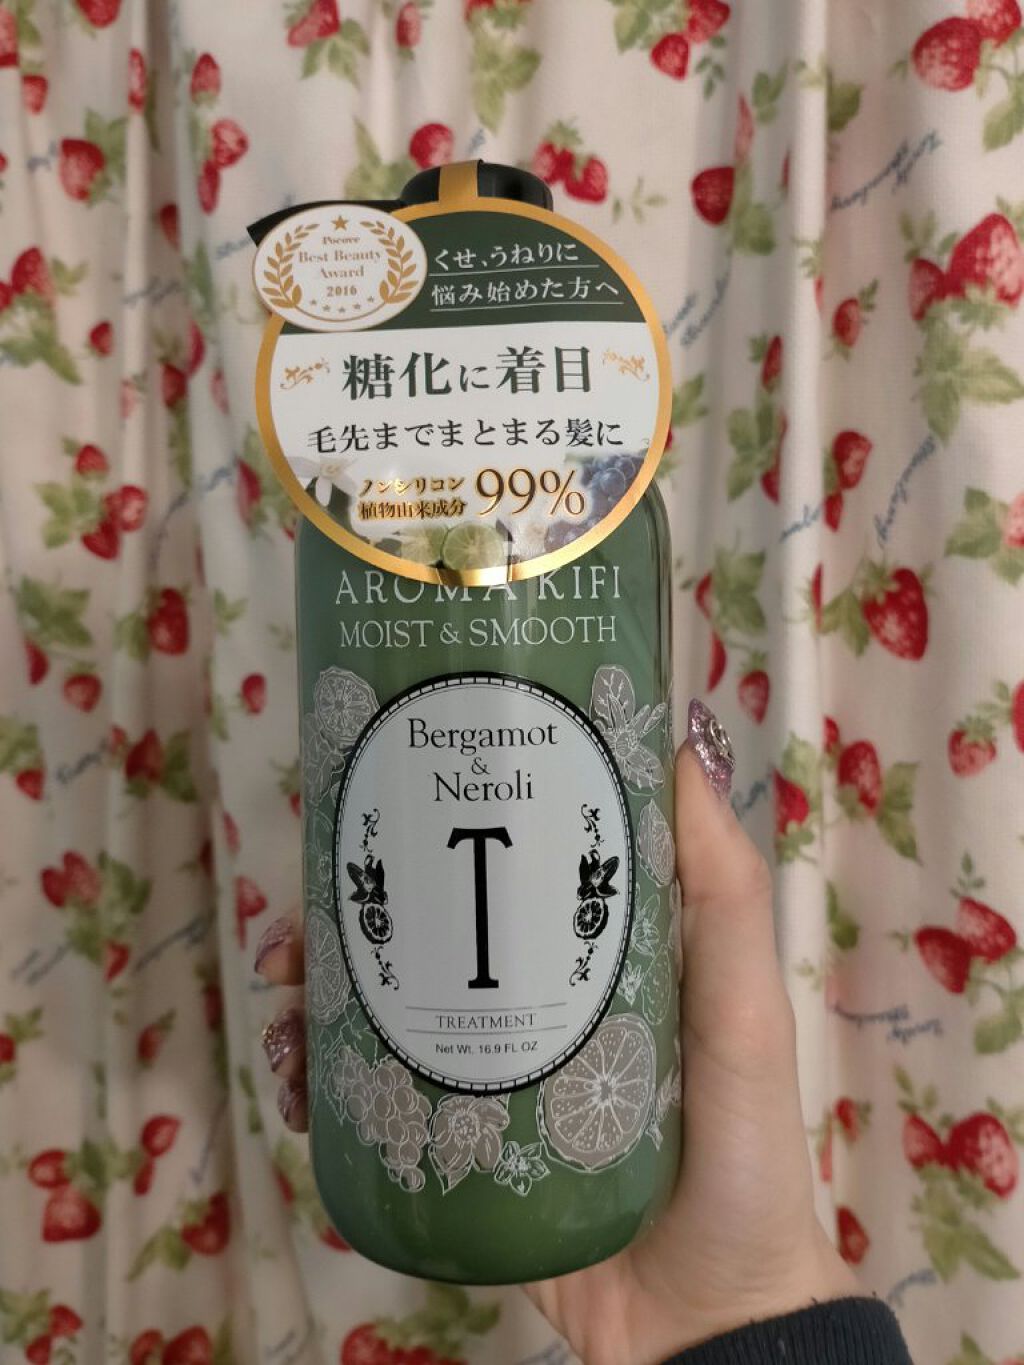 Pocove
Best Beauty
Award
2016
くせ、うねりに
悩み始めた方へ
糖化に着目
毛先までまとまる髪に
ノンシリコン
植物由来成分
99%
AROMA KIFI
MOIST & SMOOTH
Bergamot
&
Neroli
T
TREATMENT
Net Wt. 16.9 FL OZ